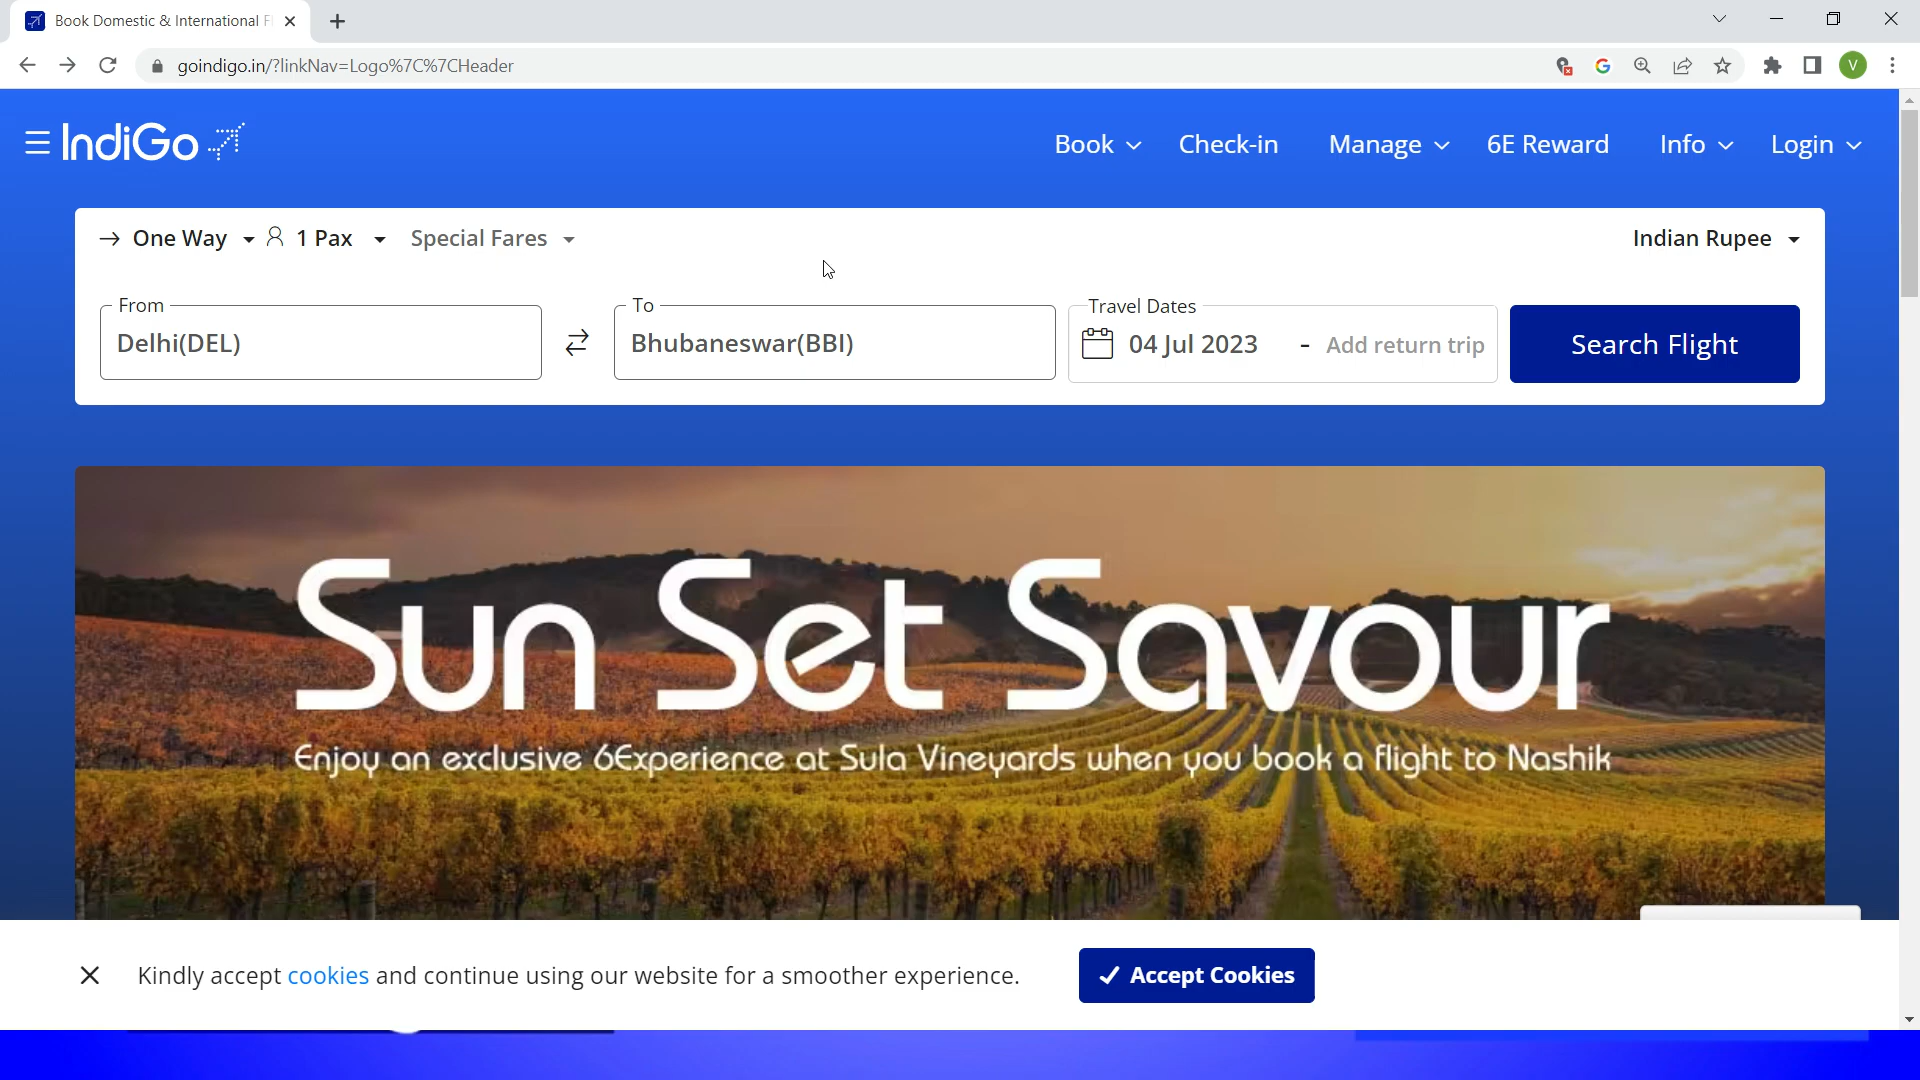 Book Domestic & International Fl
goindigo.in/?linkNav=Logo%7C%7CHeader
V
IndiGo
Book
Check-in
Manage
6E Reward
Info
Login
One Way
1 Pax
Special Fares
Indian Rupee
From
Delhi(DEL)
To
Bhubaneswar(BBI)
Travel Dates
04 Jul 2023 - Add return trip
Search Flight
Sun Set Savour
Enjoy an exclusive 6Experience at Sula Vineyards when you book a flight to Nashik
Kindly accept cookies and continue using our website for a smoother experience.
Accept Cookies